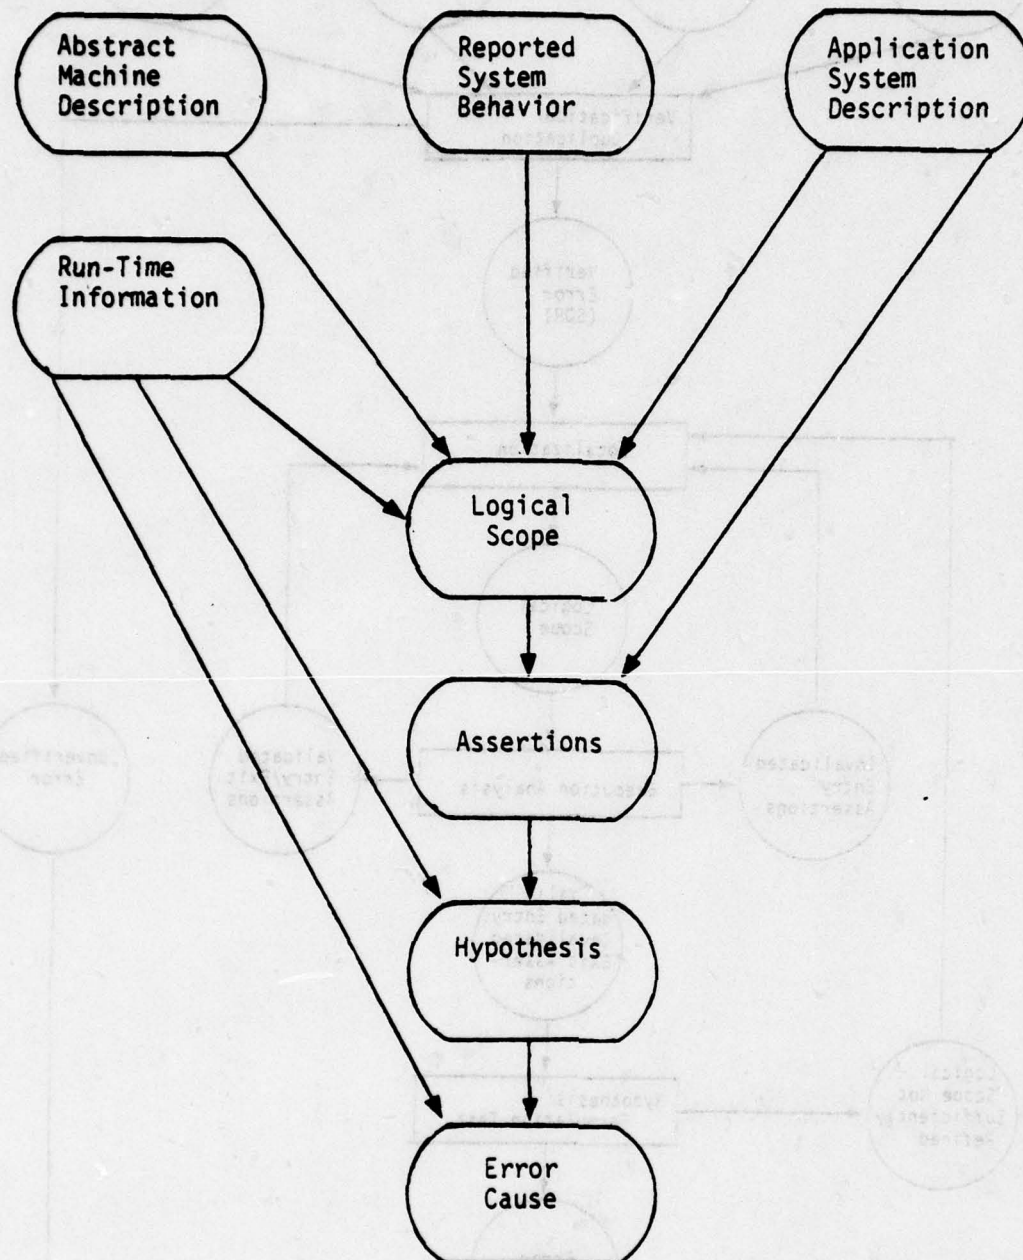 Abstract
Machine
Description
Reported
System
Behavior
Application
System
Description
Run-Time
Information
Logical
Scope
Assertions
Hypothesis
Error
Cause